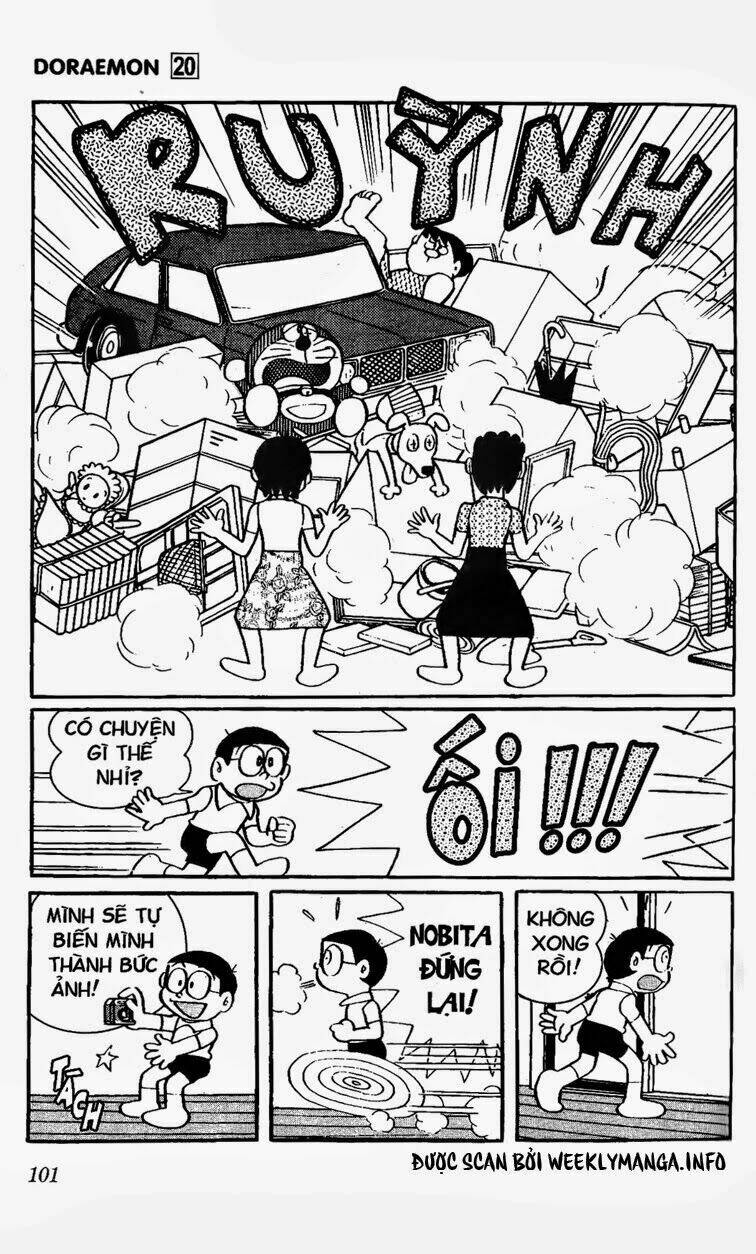 DORAEMON 20
RUỲNH
CÓ CHUYỆN
GÌ THẾ
NHỈ?
ỐI!!!
MÌNH SẼ TỰ
BIẾN MÌNH
THÀNH BỨC
ẢNH!
TÁCH
NOBITA
ĐỨNG
LẠI!
KHÔNG
XONG
RỒI!
101
ĐƯỢC SCAN BỞI WEEKLYMANGA.INFO